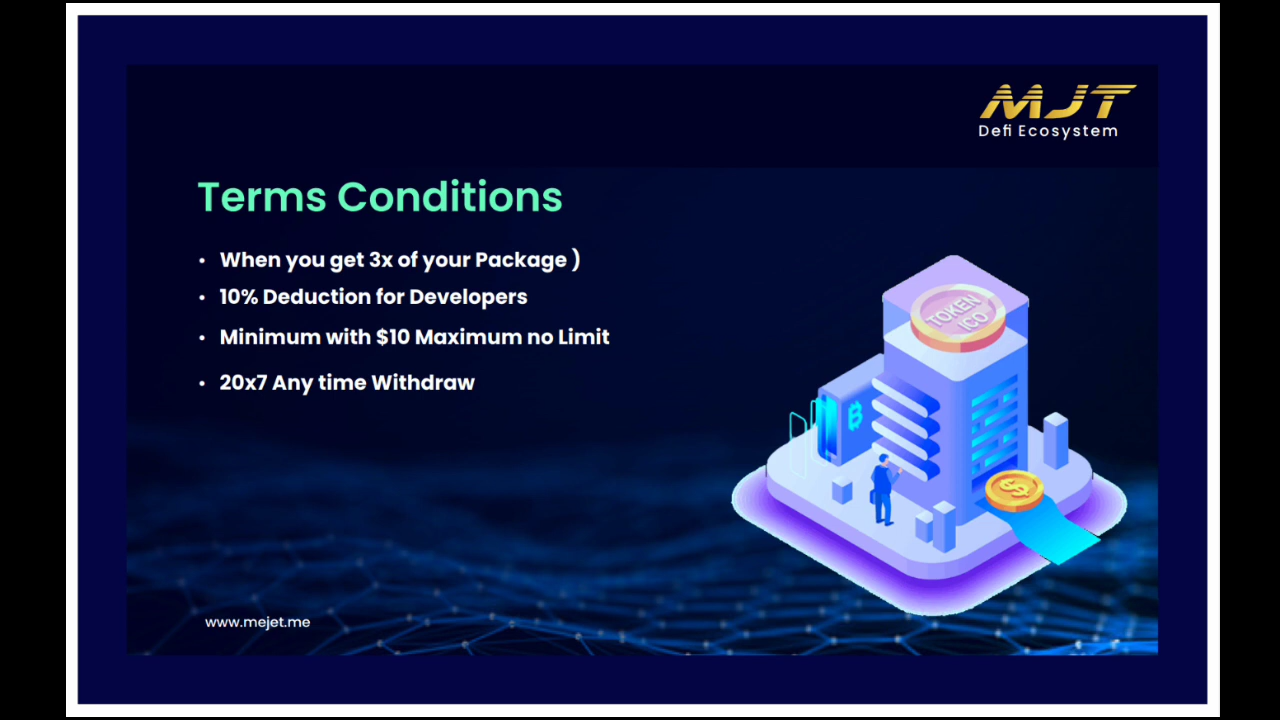 MJT
Defi Ecosystem
Terms Conditions
• When you get 3x of your Package )
• 10% Deduction for Developers
• Minimum with $10 Maximum no Limit
• 20x7 Any time Withdraw
TOKEN
ICO
www.mejet.me